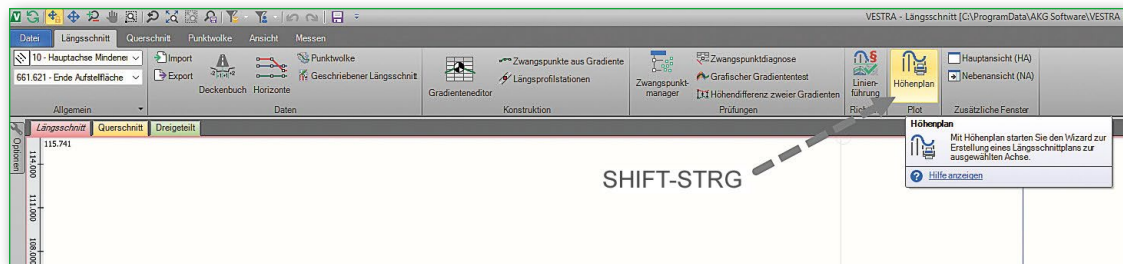 VESTRA - Längsschnitt [C:\ProgramData\AKG Software\VESTRA
Datei Längsschnitt Querschnitt Punktwolke Ansicht Messen
10 - Hauptachse Mindener
661.621 - Ende Aufstellfläche
Allgemein
Import
Export
Deckenbuch
Horizonte
Punktwolke
Geschriebener Längsschnitt
Daten
Gradienteneditor
Zwangspunkte aus Gradiente
Längsprofilstationen
Konstruktion
Zwangspunkt-
manager
Zwangspunktdiagnose
Grafischer Gradiententest
Höhendifferenz zweier Gradienten
Prüfungen
Linien-
führung
Höhenplan
Plot
Hauptansicht (HA)
Nebenansicht (NA)
Zusätzliche Fenster
Längsschnitt Querschnitt Dreigeteilt
Optionen
115.741
114.000
111.000
108.000
SHIFT-STRG
Höhenplan
Mit Höhenplan starten Sie den Wizard zur
Erstellung eines Längsschnittplans zur
ausgewählten Achse.
Hilfe anzeigen